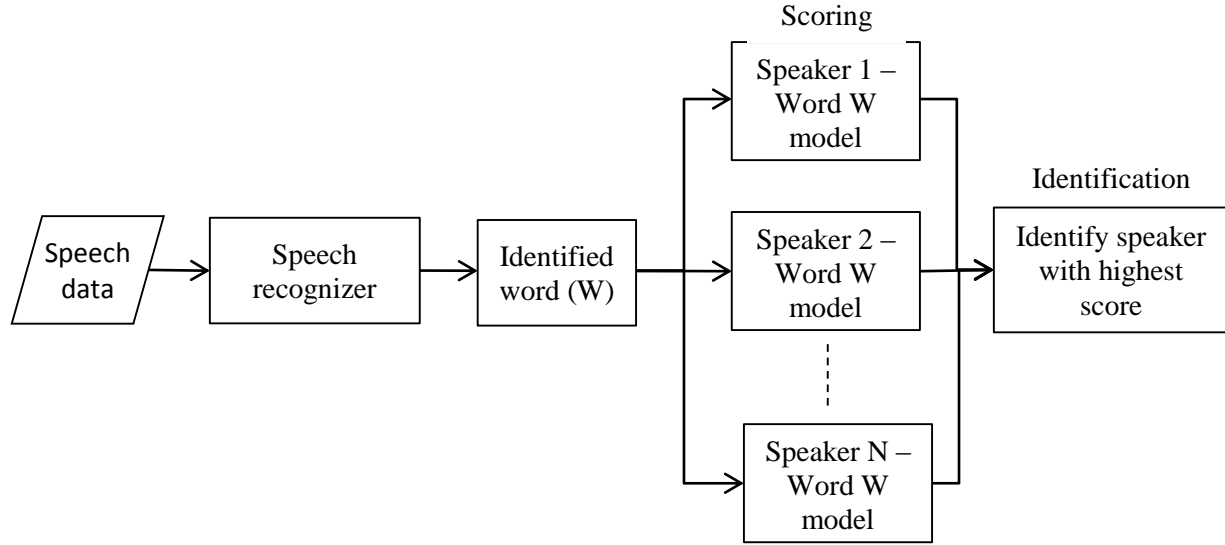 Scoring
Speaker 1 –
Word W
model
Identification
Speech
data
Speech
recognizer
Identified
word (W)
Speaker 2 –
Word W
model
Identify speaker
with highest
score
Speaker N –
Word W
model